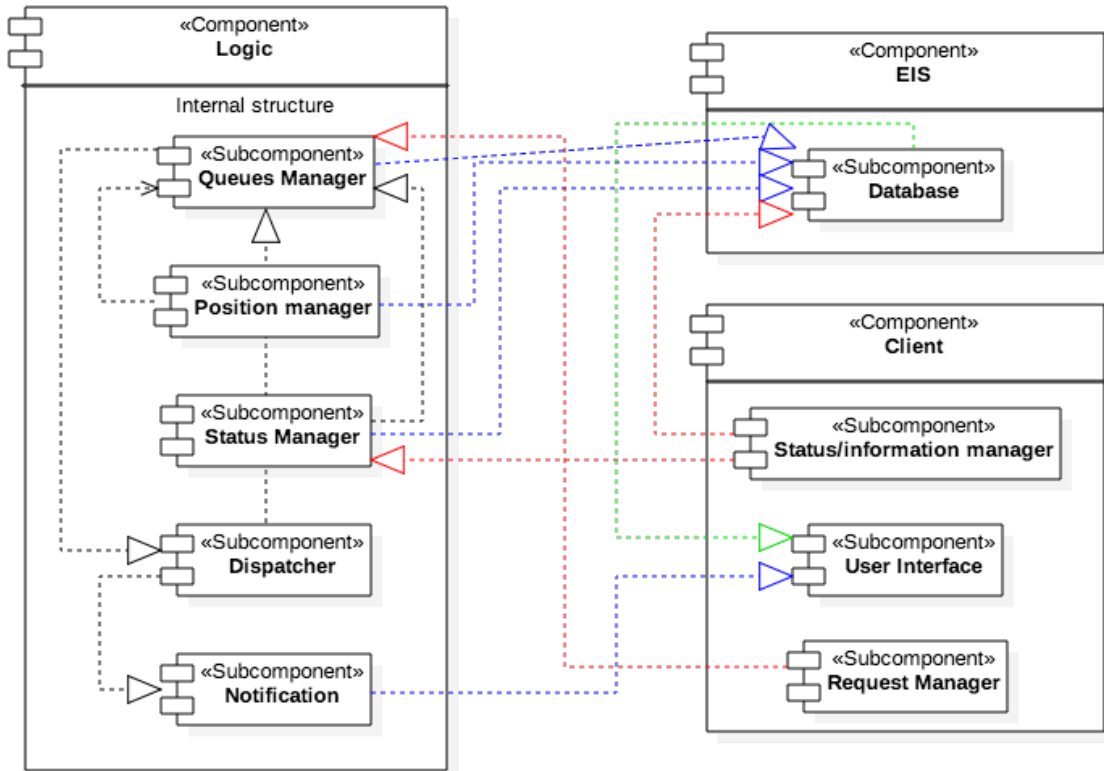 «Component»
Logic
Internal structure
«Subcomponent»
Queues Manager
«Subcomponent»
Position manager
«Subcomponent»
Status Manager
«Subcomponent»
Dispatcher
«Subcomponent»
Notification
«Component»
EIS
«Subcomponent»
Database
«Component»
Client
«Subcomponent»
Status/information manager
«Subcomponent»
User Interface
«Subcomponent»
Request Manager